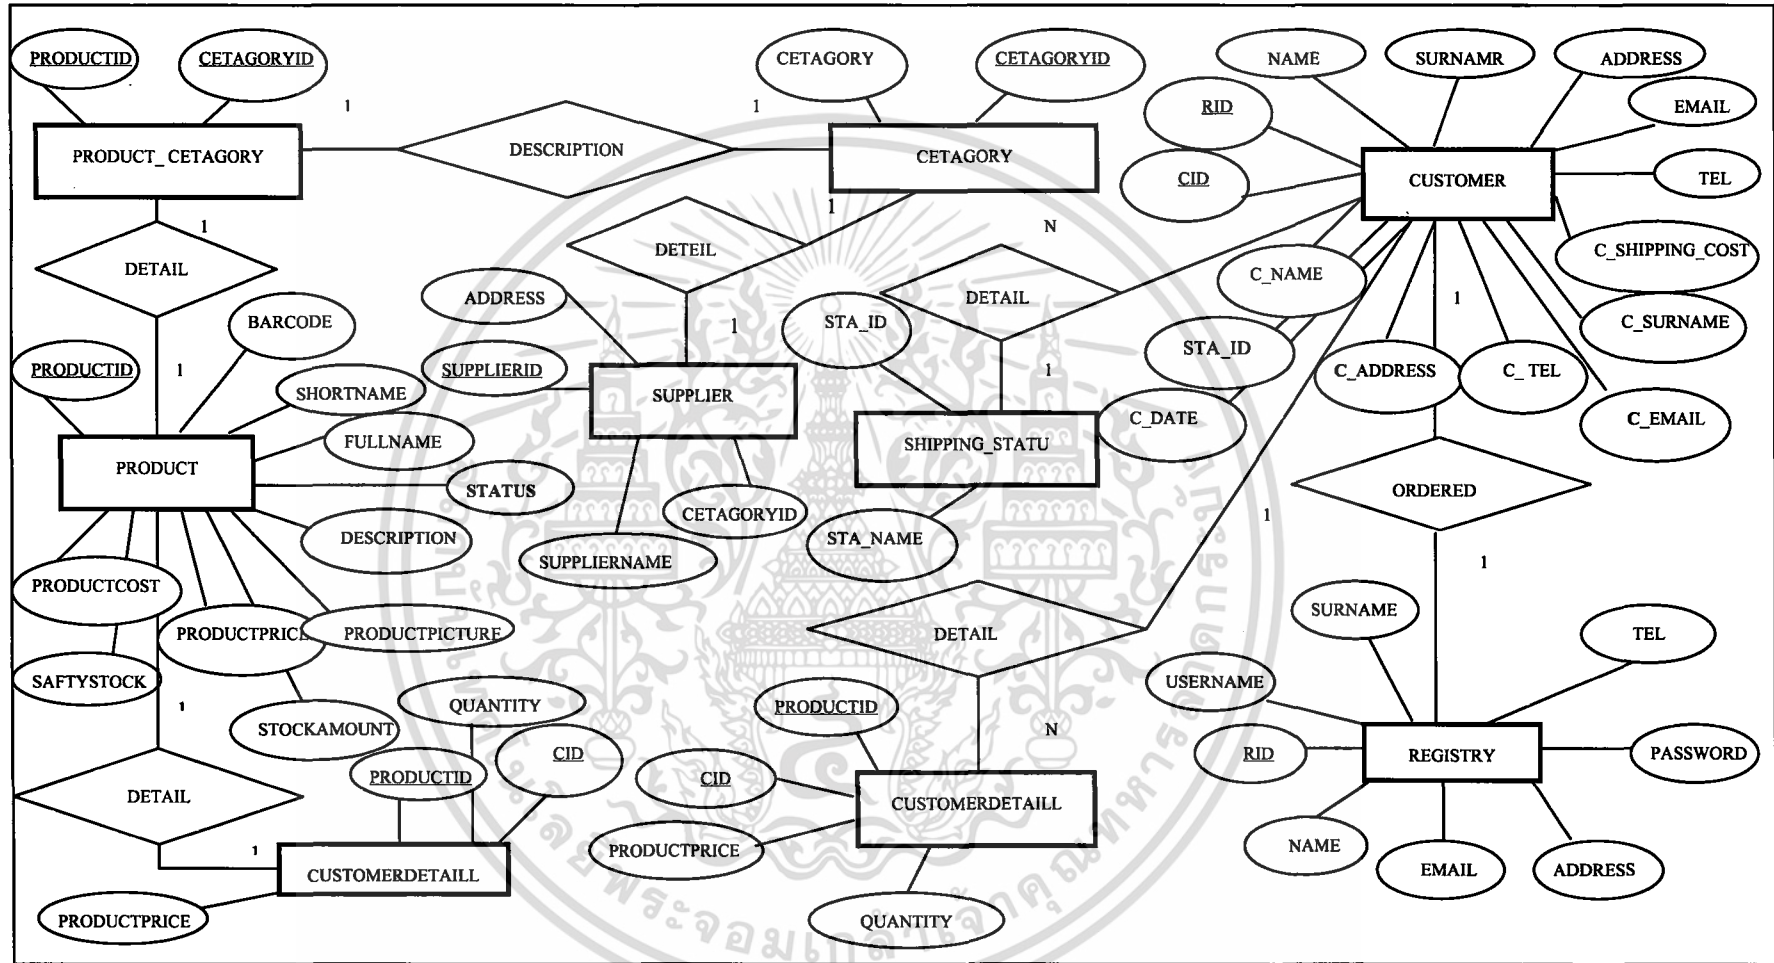 PRODUCTID
CETAGORYID
CETAGORY
CETAGORYID
NAME
SURNAMR
ADDRESS
EMAIL
RID
1
1
PRODUCT_ CETAGORY
DESCRIPTION
CETAGORY
CID
CUSTOMER
TEL
1
1
N
DETAIL
DETEIL
C_SHIPPING_COST
C_NAME
ADDRESS
DETAIL
1
BARCODE
STA_ID
1
C_SURNAME
STA_ID
PRODUCTID
1
SUPPLIERID
1
C_ADDRESS
C_ TEL
SHORTNAME
SUPPLIER
C_DATE
C_EMAIL
FULLNAME
SHIPPING_STATU
PRODUCT
STATUS
ORDERED
CETAGORYID
1
DESCRIPTION
STA_NAME
SUPPLIERNAME
1
PRODUCTCOST
SURNAME
PRODUCTPRICE
PRODUCTPICTURE
DETAIL
TEL
SAFTYSTOCK
USERNAME
1
QUANTITY
PRODUCTID
STOCKAMOUNT
N
CID
RID
REGISTRY
PASSWORD
PRODUCTID
CID
DETAIL
CUSTOMERDETAILL
1
PRODUCTPRICE
NAME
EMAIL
ADDRESS
CUSTOMERDETAILL
PRODUCTPRICE
QUANTITY